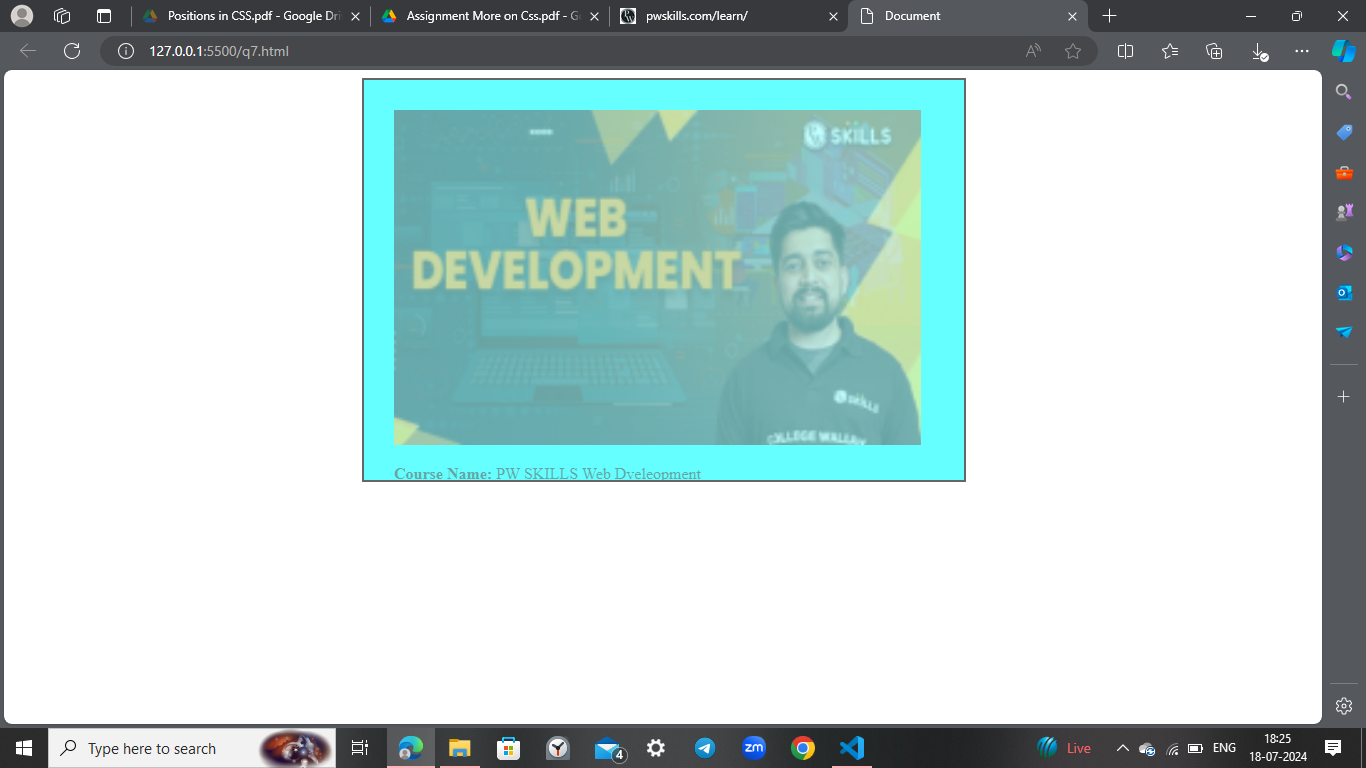 Positions in CSS.pdf - Google Dri
Assignment More on Css.pdf - G
pwskills.com/learn/
Document
127.0.0.1:5500/q7.html
SKILLS
WEB
DEVELOPMENT
SKILLS
COLLEGE WALLAH
Course Name: PW SKILLS Web Dveleopment
Type here to search
4
zm
Live
ENG
18:25
18-07-2024